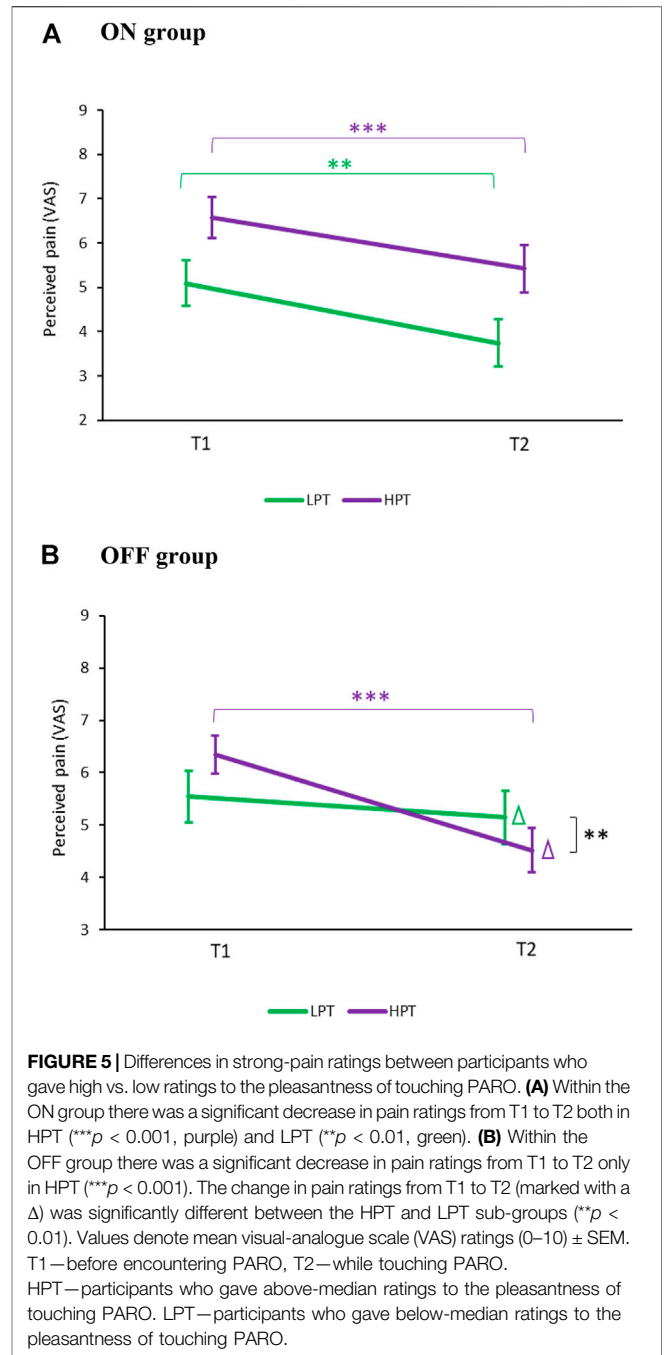 A ON group
9
8
7
6
5
4
3
2
Perceived pain (VAS)
***
**
T1 T2
LPT HPT
B OFF group
9
8
7
6
5
4
3
Perceived pain (VAS)
***
Δ
Δ
**
T1 T2
LPT HPT
FIGURE 5 | Differences in strong-pain ratings between participants who
gave high vs. low ratings to the pleasantness of touching PARO. (A) Within the
ON group there was a significant decrease in pain ratings from T1 to T2 both in
HPT (***p < 0.001, purple) and LPT (**p < 0.01, green). (B) Within the
OFF group there was a significant decrease in pain ratings from T1 to T2 only
in HPT (***p < 0.001). The change in pain ratings from T1 to T2 (marked with a
Δ) was significantly different between the HPT and LPT sub-groups (**p <
0.01). Values denote mean visual-analogue scale (VAS) ratings (0–10) ± SEM.
T1—before encountering PARO, T2—while touching PARO.
HPT—participants who gave above-median ratings to the pleasantness of
touching PARO. LPT—participants who gave below-median ratings to the
pleasantness of touching PARO.